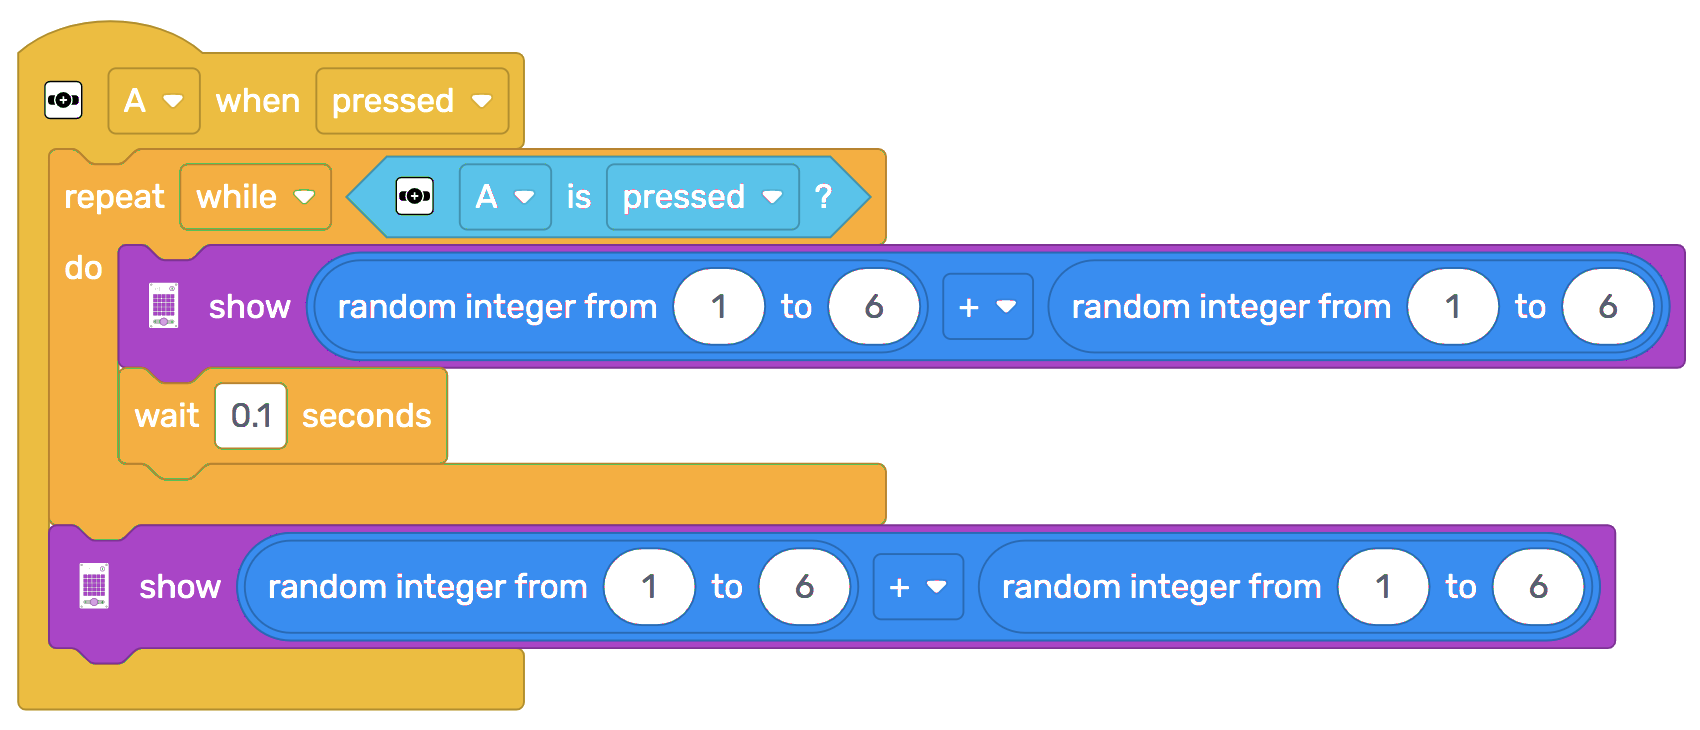 A when pressed
repeat while A is pressed ?
do
show random integer from 1 to 6 + random integer from 1 to 6
wait 0.1 seconds
show random integer from 1 to 6 + random integer from 1 to 6